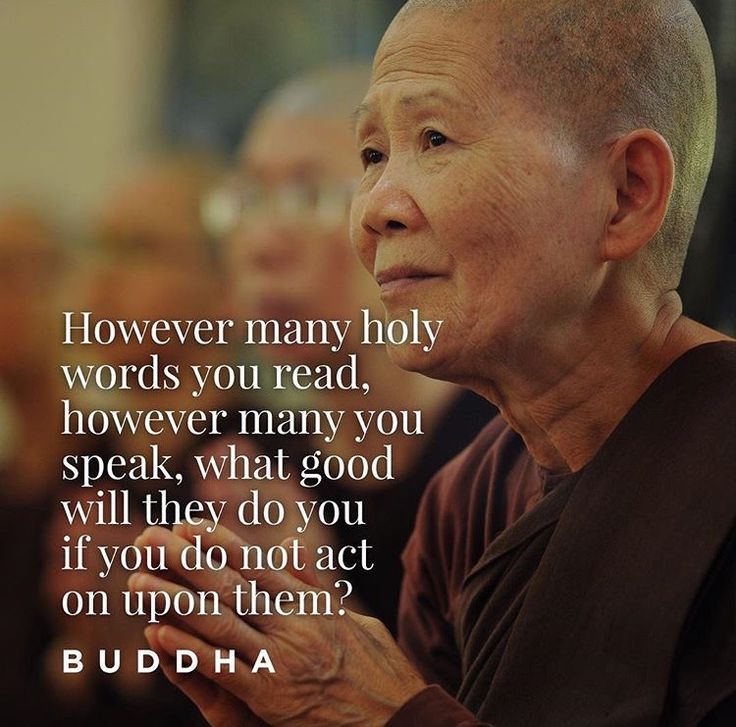 However many holy
words you read,
however many you
speak, what good
will they do you
if you do not act
on upon them?
BUDDHA